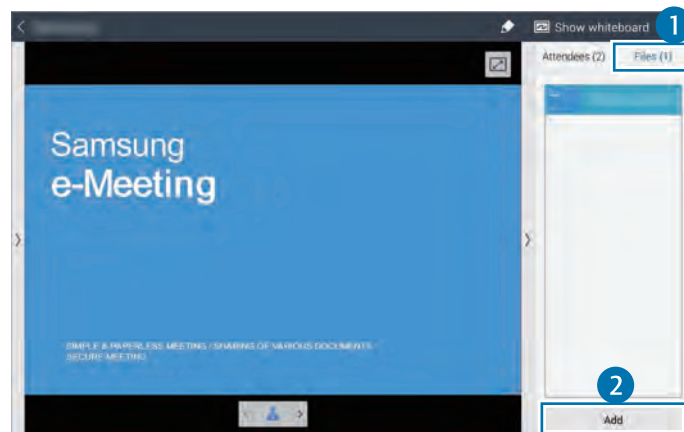 Show whiteboard
1
Attendees (2)
Files (1)
Samsung
e-Meeting
SIMPLE & PAPERLESS MEETING / SHARING OF VARIOUS DOCUMENTS
SECURE MEETING
2
Add